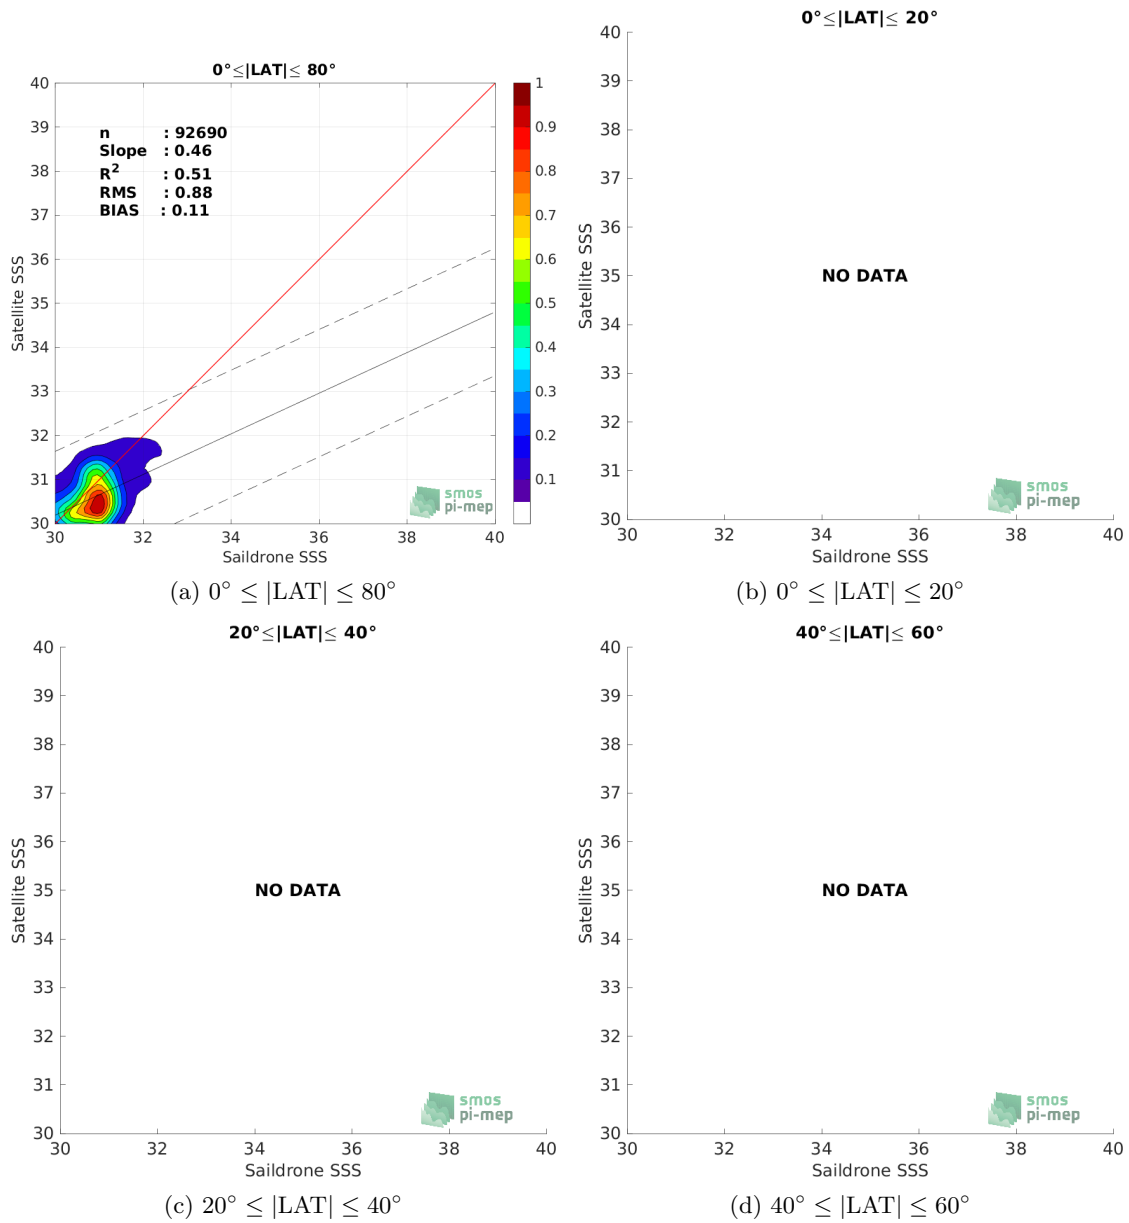 0°≤|LAT|≤ 80°
n : 92690
Slope : 0.46
R² : 0.51
RMS : 0.88
BIAS : 0.11
40
39
38
37
36
35
34
33
32
31
30
Satellite SSS
30 32 34 36 38 40
Saildrone SSS
1
0.9
0.8
0.7
0.6
0.5
0.4
0.3
0.2
0.1
smos
pi-mep
(a) 0° ≤ |LAT| ≤ 80°
0°≤|LAT|≤ 20°
40
39
38
37
36
35
34
33
32
31
30
Satellite SSS
NO DATA
smos
pi-mep
30 32 34 36 38 40
Saildrone SSS
(b) 0° ≤ |LAT| ≤ 20°
20°≤|LAT|≤ 40°
40
39
38
37
36
35
34
33
32
31
30
Satellite SSS
NO DATA
smos
pi-mep
30 32 34 36 38 40
Saildrone SSS
(c) 20° ≤ |LAT| ≤ 40°
40°≤|LAT|≤ 60°
40
39
38
37
36
35
34
33
32
31
30
Satellite SSS
NO DATA
smos
pi-mep
30 32 34 36 38 40
Saildrone SSS
(d) 40° ≤ |LAT| ≤ 60°